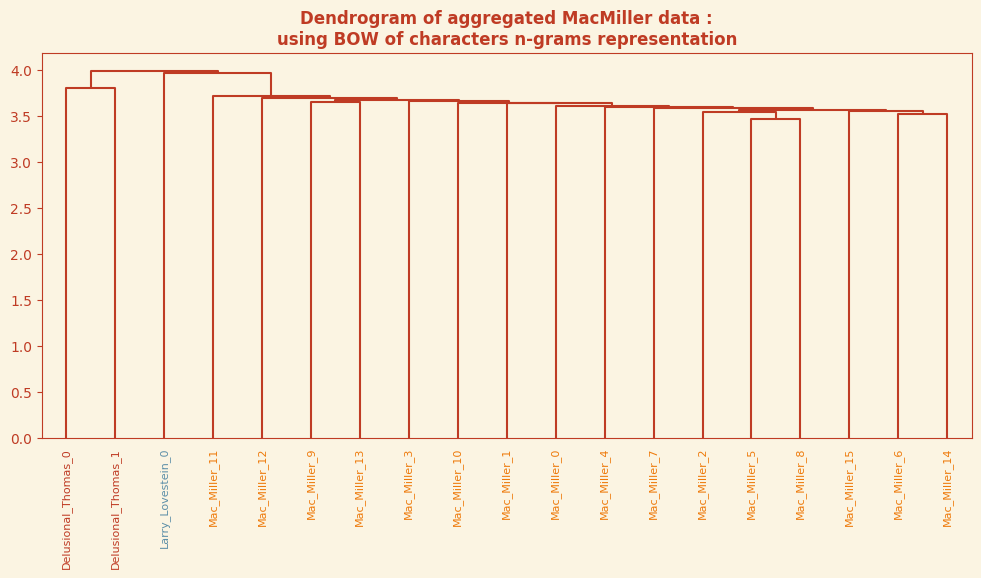 Dendrogram of aggregated MacMiller data :
using BOW of characters n-grams representation
4.0
3.5
3.0
2.5
2.0
1.5
1.0
0.5
0.0
Delusional_Thomas_0
Delusional_Thomas_1
Larry_Lovestein_0
Mac_Miller_11
Mac_Miller_12
Mac_Miller_9
Mac_Miller_13
Mac_Miller_3
Mac_Miller_10
Mac_Miller_1
Mac_Miller_0
Mac_Miller_4
Mac_Miller_7
Mac_Miller_2
Mac_Miller_5
Mac_Miller_8
Mac_Miller_15
Mac_Miller_6
Mac_Miller_14